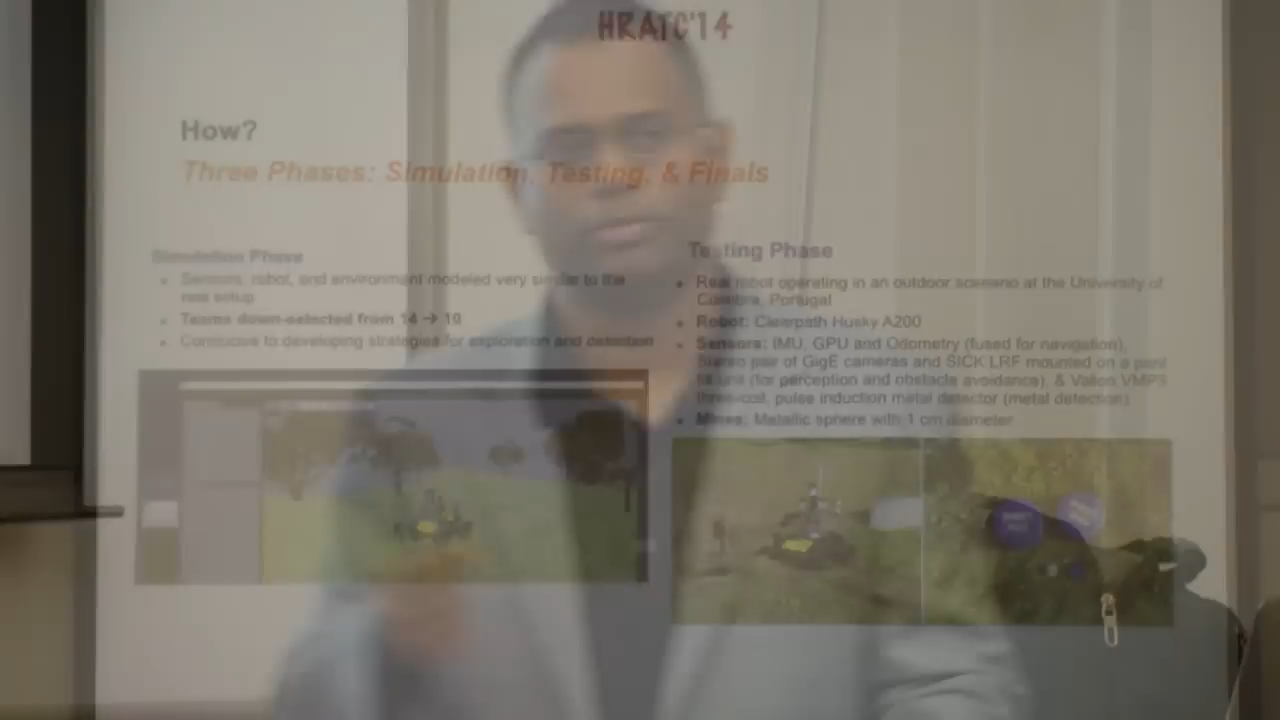 HRATC'14
How?
Three Phases: Simulation, Testing, & Finals
Simulation Phase
• Sensors, robot, and environment modeled very similar to the
real setup
• Teams down-selected from 14 → 10
• Conducive to developing strategies for exploration and detection
Testing Phase
• Real robot operating in an outdoor scenario at the University of
Coimbra, Portugal
• Robot: Clearpath Husky A200
• Sensors: IMU, GPU and Odometry (fused for navigation),
Stereo pair of GigE cameras and SICK LRF mounted on a
tilt unit (for perception and obstacle avoidance), & Vallon
pulse induction metal detector (metal detection)
• Mines: Metallic sphere with 1 cm diameter